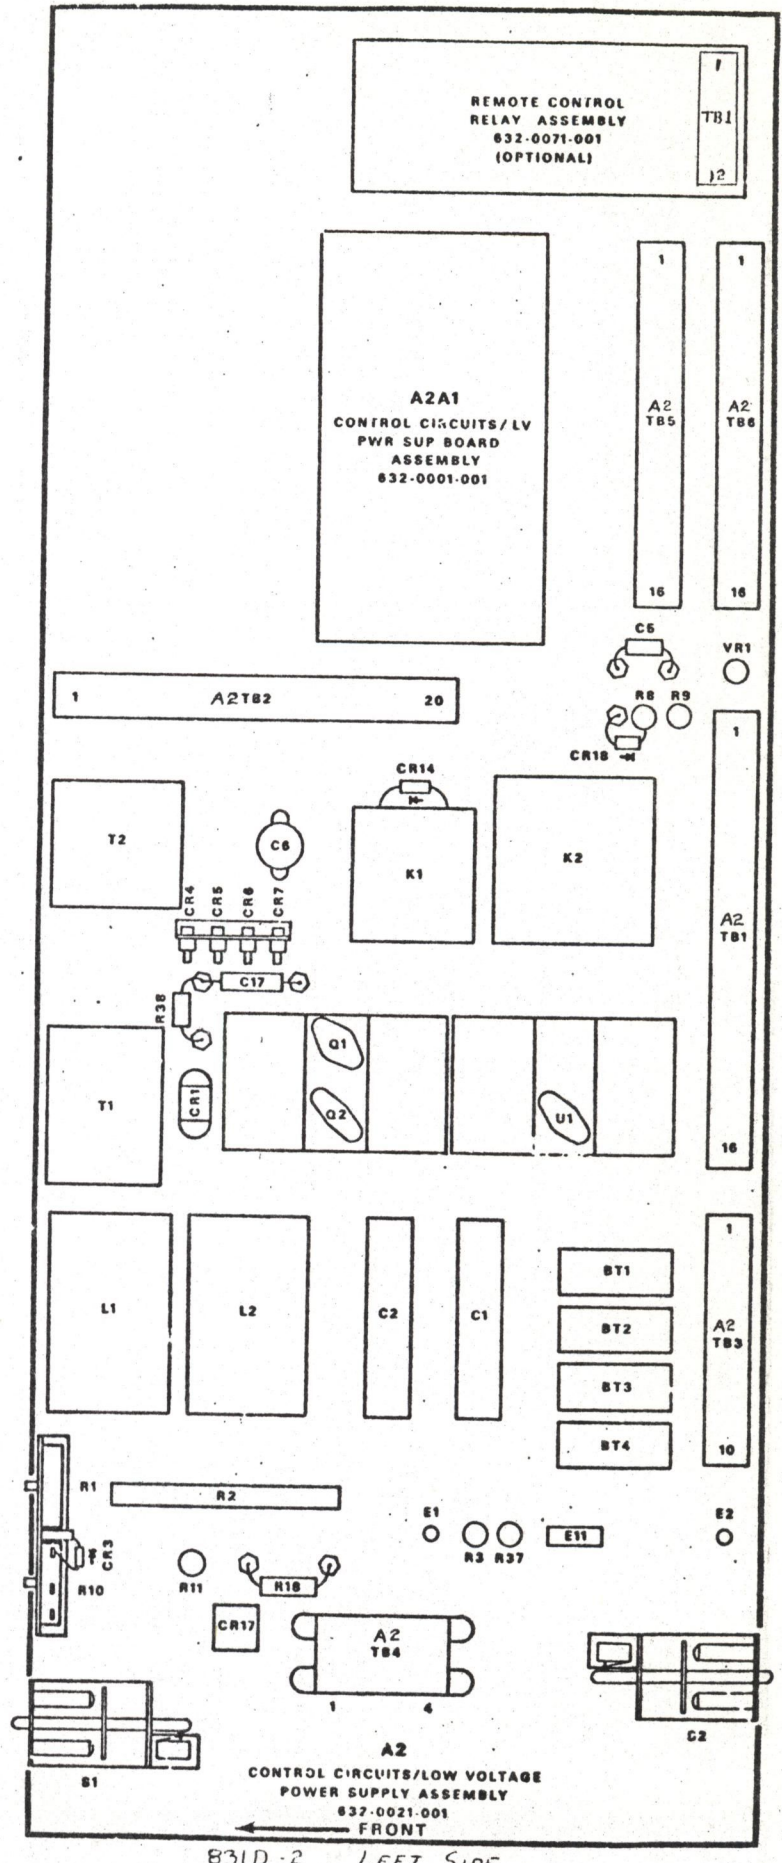 REMOTE CONTROL
RELAY ASSEMBLY
632-0071-001
(OPTIONAL)
1
TB1
12
A2A1
CONTROL CIRCUITS/LV
PWR SUP BOARD
ASSEMBLY
632-0001-001
1
A2
TB5
16
1
A2
TB6
16
C5
VR1
1
A2TB2
20
R8
R9
CR18
1
A2
TB1
16
CR14
K1
K2
T2
C6
CR4
CR5
CR6
CR7
C17
R38
T1
CR1
Q1
Q2
U1
L1
L2
C2
C1
BT1
BT2
BT3
BT4
1
A2
TB3
10
R1
R2
CR3
R10
E1
E2
R3
R37
E11
R11
R16
CR17
A2
TB4
1
4
S1
S2
A2
CONTROL CIRCUITS/LOW VOLTAGE
POWER SUPPLY ASSEMBLY
632-0021-001
FRONT
831D-2 LEFT SIDE